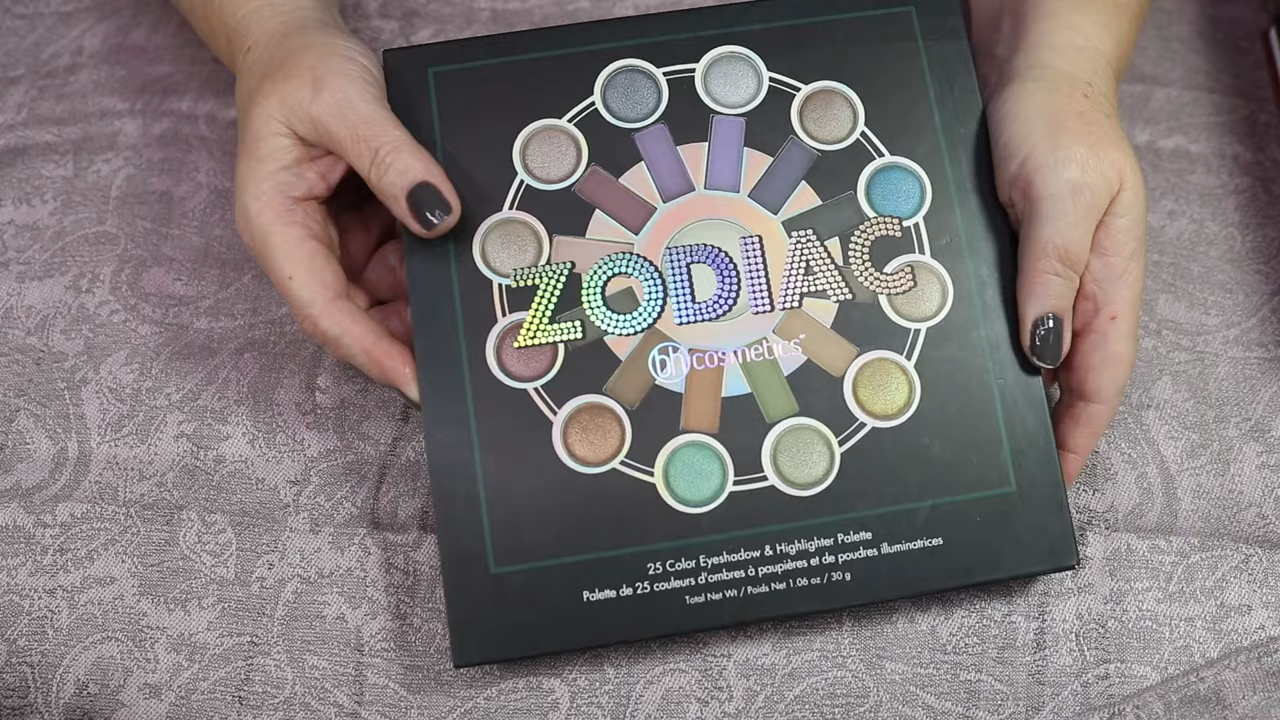 ZODIAC
bh cosmetics™
25 Color Eyeshadow & Highlighter Palette
Palette de 25 couleurs d'ombres à paupières et de poudres illuminatrices
Total Net Wt / Poids Net 1.06 oz / 30 g